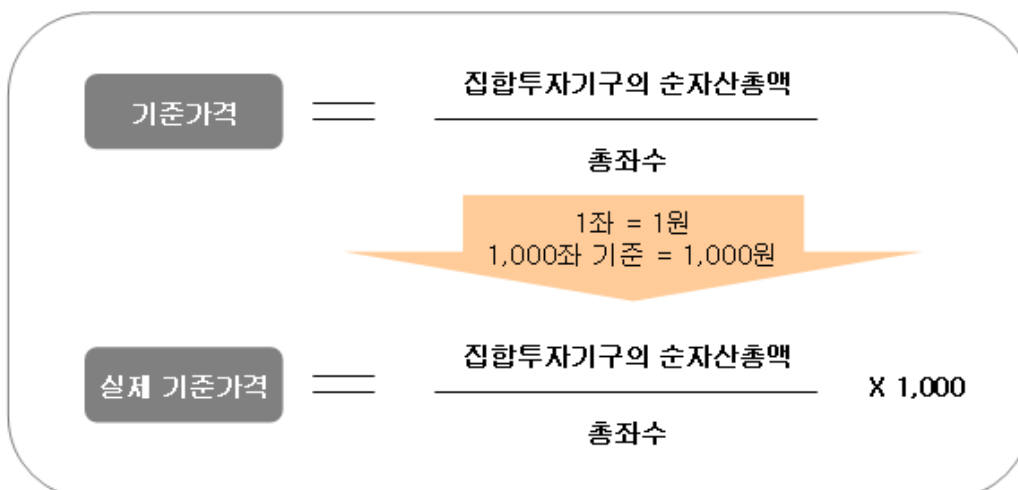 집합투자기구의 순자산총액
기준가격
총좌수
1좌 = 1원
1,000좌 기준 = 1,000원
집합투자기구의 순자산총액
실제 기준가격
X 1,000
총좌수